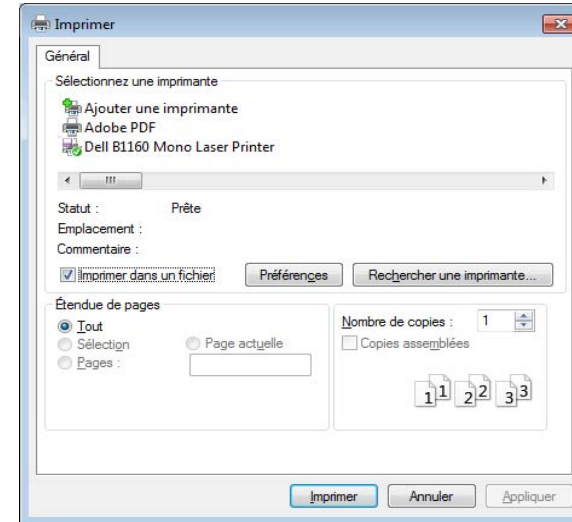 Imprimer
Général
Sélectionnez une imprimante
Ajouter une imprimante
Adobe PDF
Dell B1160 Mono Laser Printer
Statut : Prête
Emplacement :
Commentaire :
Imprimer dans un fichier Préférences Rechercher une imprimante...
Étendue de pages
Tout
Sélection Page actuelle
Pages :
Nombre de copies : 1
Copies assemblées
1 1 2 2 3 3
Imprimer Annuler Appliquer